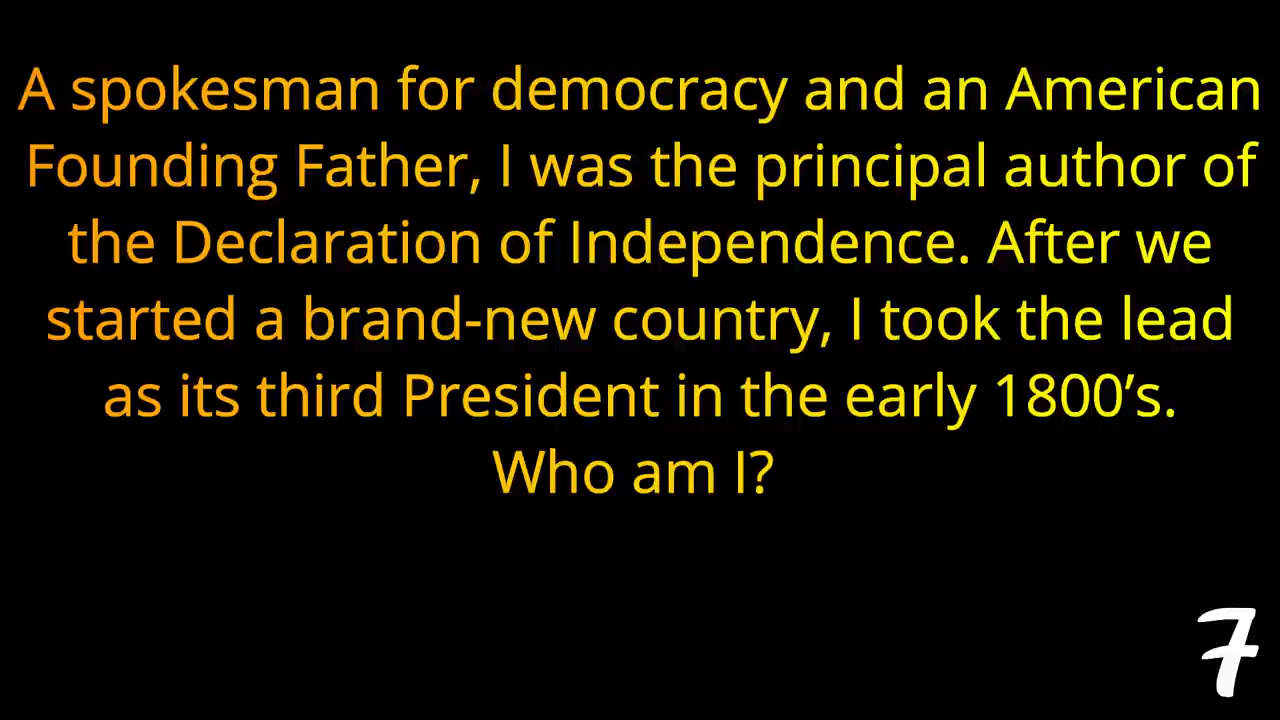 A spokesman for democracy and an American
Founding Father, I was the principal author of
the Declaration of Independence. After we
started a brand-new country, I took the lead
as its third President in the early 1800’s.
Who am I?
7